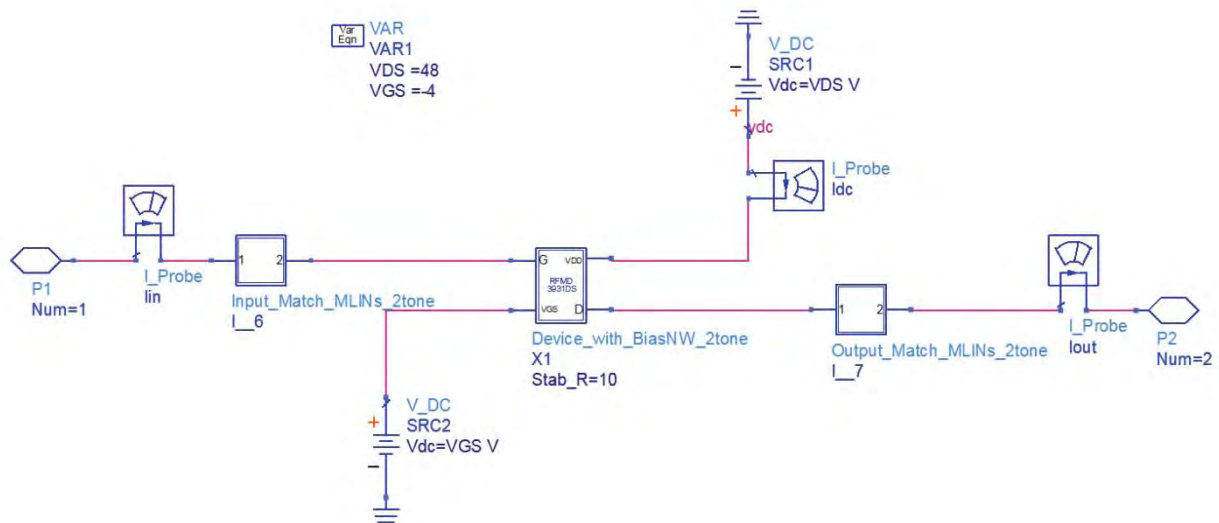 Var
Eqn
VAR
VAR1
VDS =48
VGS =-4
V_DC
SRC1
Vdc=VDS V
vdc
I_Probe
Idc
I_Probe
Iin
P1
Num=1
1 2
Input_Match_MLINs_2tone
I__6
G VDD
RFMD
3931DS
VGS D
Device_with_BiasNW_2tone
X1
Stab_R=10
1 2
Output_Match_MLINs_2tone
I__7
I_Probe
Iout
P2
Num=2
V_DC
SRC2
Vdc=VGS V